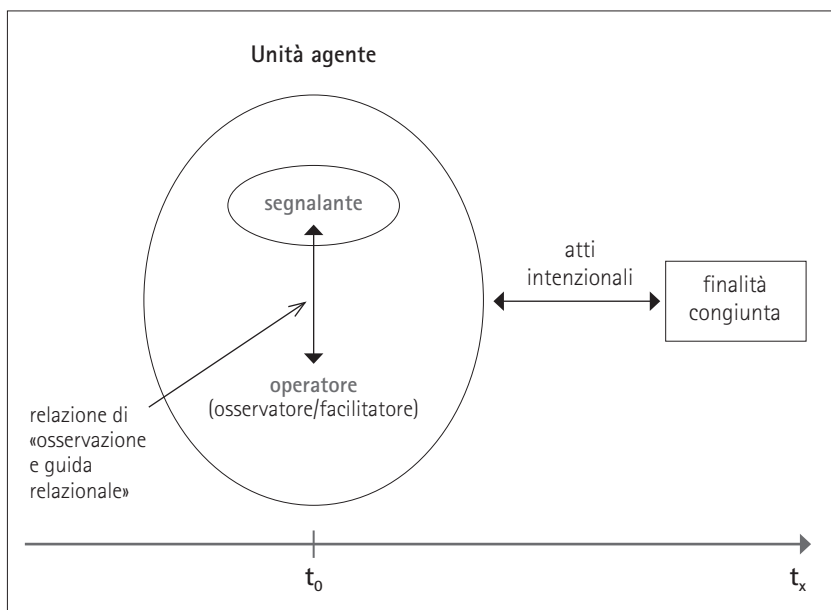 Unità agente
segnalante
atti
intenzionali
finalità
congiunta
operatore
(osservatore/facilitatore)
relazione di
«osservazione
e guida
relazionale»
t₀
tₓ